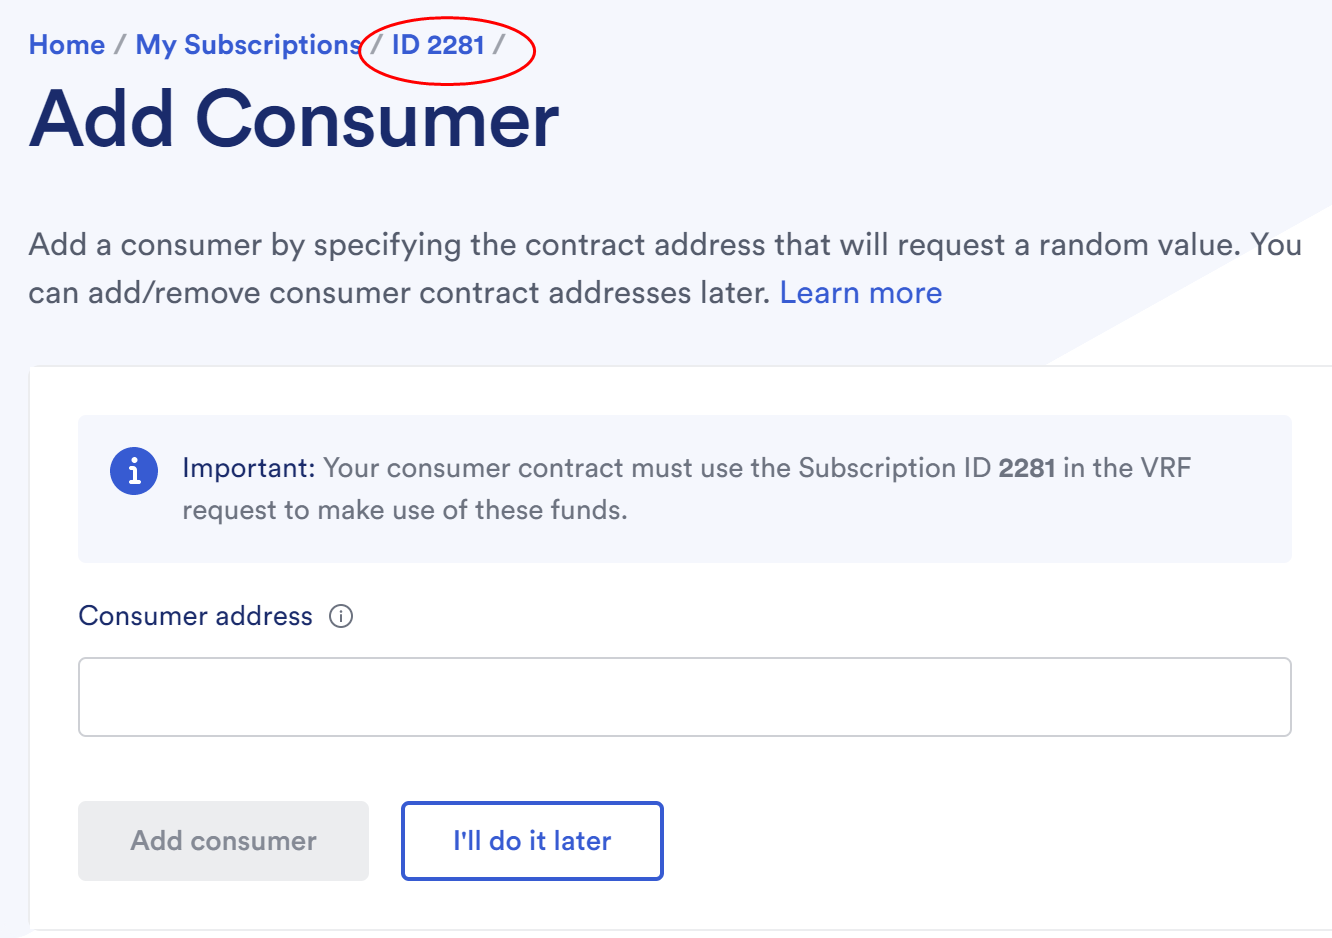 Home / My Subscriptions / ID 2281 /
Add Consumer
Add a consumer by specifying the contract address that will request a random value. You
can add/remove consumer contract addresses later. Learn more
Important: Your consumer contract must use the Subscription ID 2281 in the VRF
request to make use of these funds.
Consumer address
Add consumer
I'll do it later